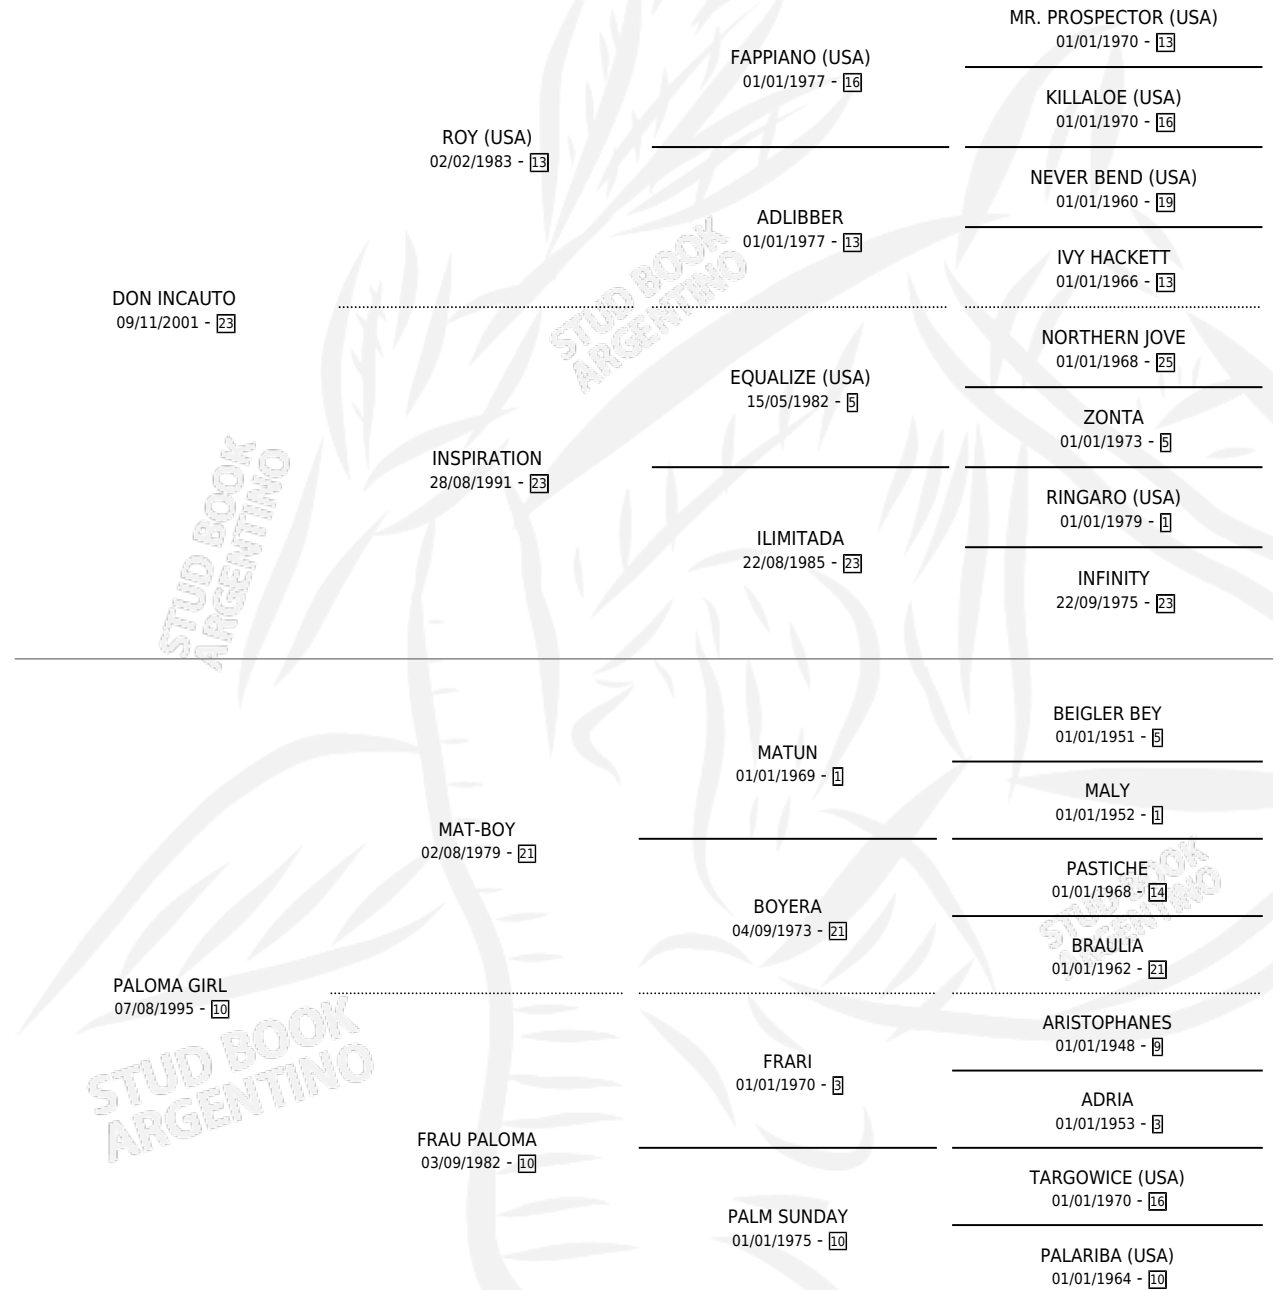 MR. PROSPECTOR (USA)
01/01/1970 - 13
FAPPIANO (USA)
01/01/1977 - 16
KILLALOE (USA)
01/01/1970 - 16
ROY (USA)
02/02/1983 - 13
NEVER BEND (USA)
01/01/1960 - 19
ADLIBBER
01/01/1977 - 13
IVY HACKETT
01/01/1966 - 13
DON INCAUTO
09/11/2001 - 23
NORTHERN JOVE
01/01/1968 - 25
EQUALIZE (USA)
15/05/1982 - 5
ZONTA
01/01/1973 - 5
INSPIRATION
28/08/1991 - 23
RINGARO (USA)
01/01/1979 - 1
ILIMITADA
22/08/1985 - 23
INFINITY
22/09/1975 - 23
BEIGLER BEY
01/01/1951 - 5
MATUN
01/01/1969 - 1
MALY
01/01/1952 - 1
MAT-BOY
02/08/1979 - 21
PASTICHE
01/01/1968 - 14
BOYERA
04/09/1973 - 21
BRAULIA
01/01/1962 - 21
PALOMA GIRL
07/08/1995 - 10
ARISTOPHANES
01/01/1948 - 9
FRARI
01/01/1970 - 3
ADRIA
01/01/1953 - 3
FRAU PALOMA
03/09/1982 - 10
TARGOWICE (USA)
01/01/1970 - 16
PALM SUNDAY
01/01/1975 - 10
PALARIBA (USA)
01/01/1964 - 10
STUD BOOK
ARGENTINO
STUD BOOK
ARGENTINO
STUD BOOK
ARGENTINO
STUD BOOK
ARGENTINO